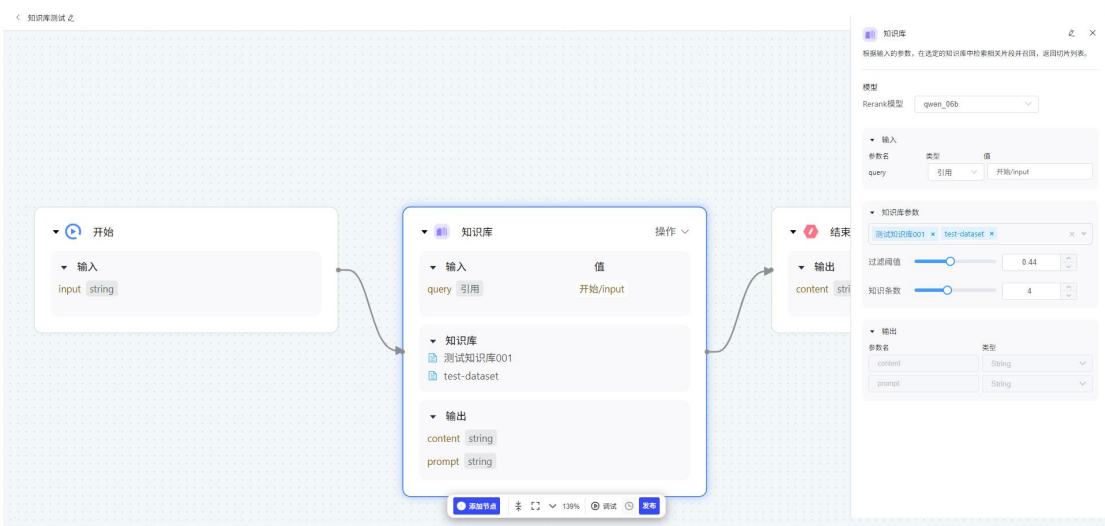 知识库测试
开始
输入
input string
知识库 操作
输入 值
query 引用 开始/input
知识库
测试知识库001
test-dataset
输出
content string
prompt string
结束
输出
content stri
添加节点 139% 调试 发布
知识库
根据输入的参数，在选定的知识库中检索相关片段并召回，返回切片列表。
模型
Rerank模型 qwen_06b
输入
参数名 类型 值
query 引用 开始/input
知识库参数
测试知识库001 × test-dataset ×
过滤阈值 0.44
知识条数 4
输出
参数名 类型
content String
prompt String